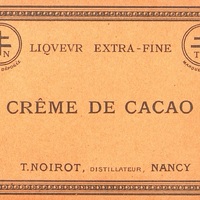 LIQVEVR EXTRA-FINE
N
T
CRÊME DE CACAO
T.NOIROT, DISTILLATEUR, NANCY